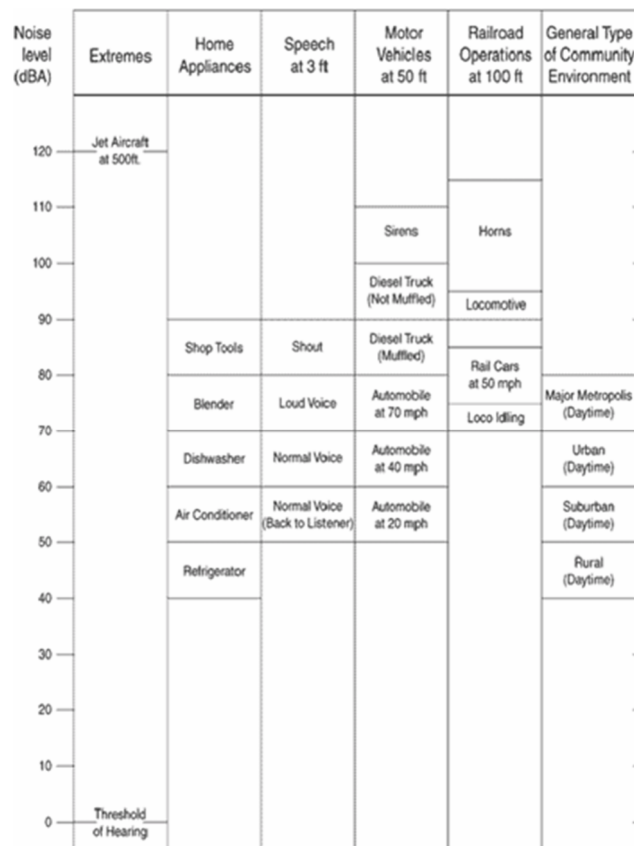 Noise
level
(dBA)
Extremes
Home
Appliances
Speech
at 3 ft
Motor
Vehicles
at 50 ft
Railroad
Operations
at 100 ft
General Type
of Community
Environment
120
Jet Aircraft
at 500ft.
110
Sirens
Horns
100
Diesel Truck
(Not Muffled)
Locomotive
90
Shop Tools
Shout
Diesel Truck
(Muffled)
Rail Cars
at 50 mph
80
Blender
Loud Voice
Automobile
at 70 mph
Loco Idling
Major Metropolis
(Daytime)
70
Dishwasher
Normal Voice
Automobile
at 40 mph
Urban
(Daytime)
60
Air Conditioner
Normal Voice
(Back to Listener)
Automobile
at 20 mph
Suburban
(Daytime)
50
Refrigerator
Rural
(Daytime)
40
30
20
10
0
Threshold
of Hearing